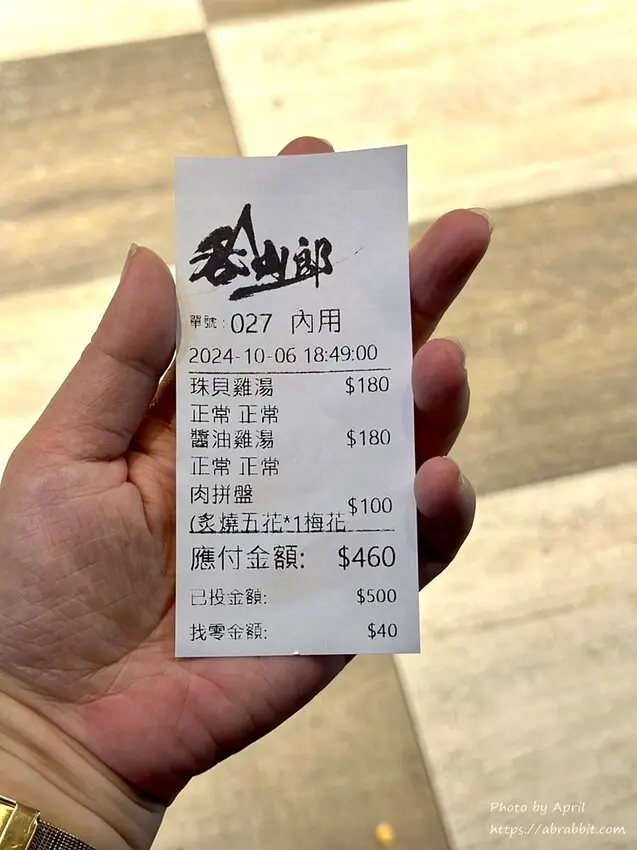 單號: 027 內用
2024-10-06 18:49:00
珠貝雞湯 $180
正常 正常
醬油雞湯 $180
正常 正常
肉拼盤
(炙燒五花*1梅花 $100
應付金額: $460
已投金額: $500
找零金額: $40
Photo by April
https://abrabbit.com